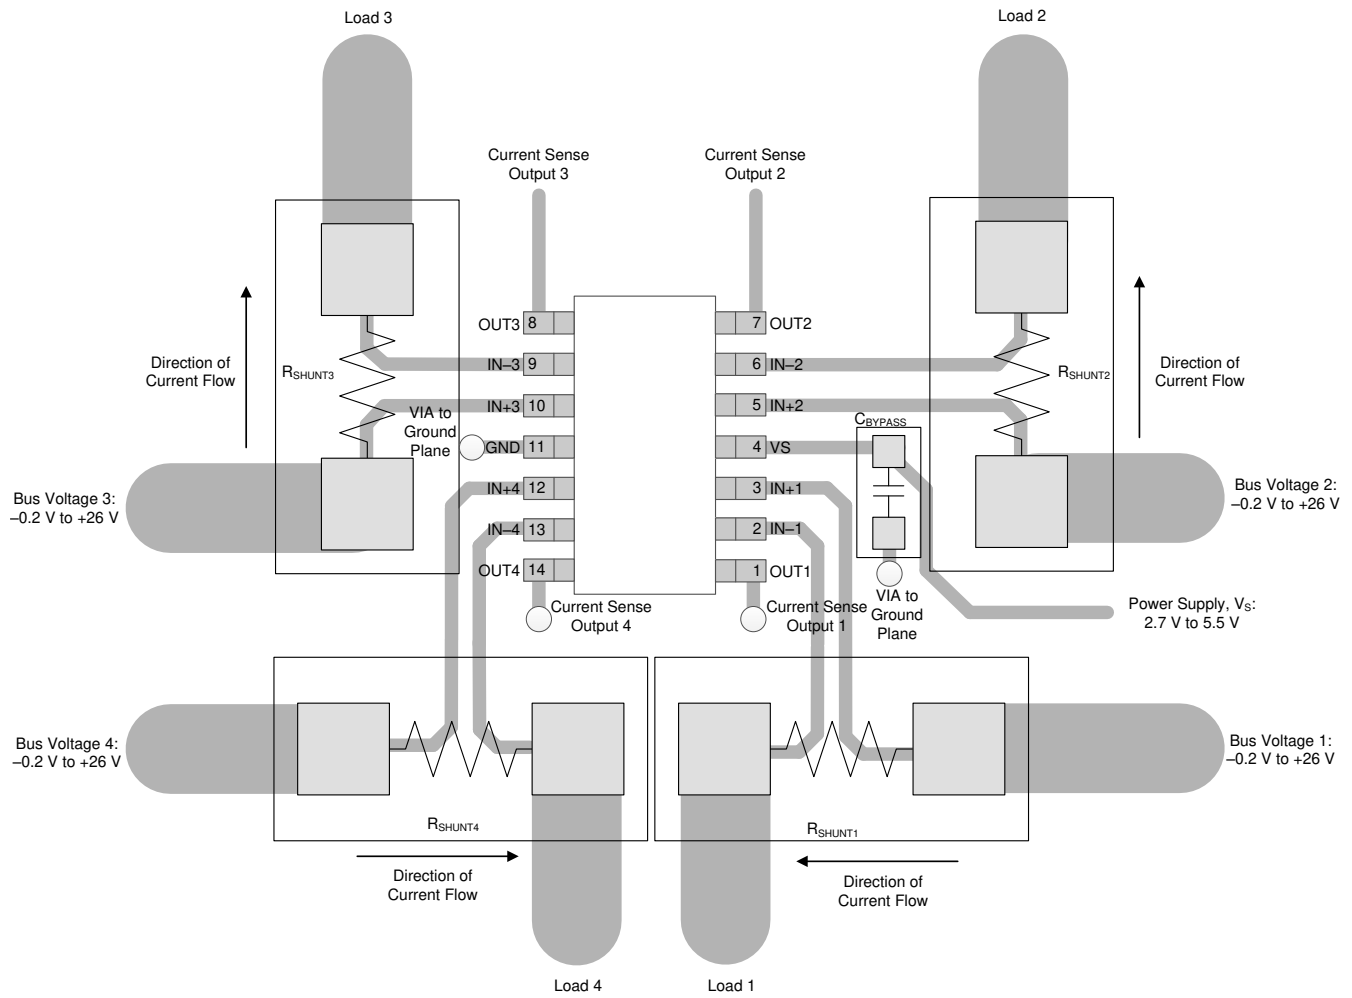 Load 3
Load 2
Current Sense
Output 3
Current Sense
Output 2
OUT3 8
7 OUT2
Direction of
Current Flow
RSHUNT3
IN–3 9
6 IN–2
RSHUNT2
Direction of
Current Flow
IN+3 10
5 IN+2
VIA to
Ground
Plane
GND 11
4 VS
CBYPASS
Bus Voltage 3:
–0.2 V to +26 V
IN+4 12
3 IN+1
Bus Voltage 2:
–0.2 V to +26 V
IN–4 13
2 IN–1
OUT4 14
1 OUT1
Current Sense
Output 4
Current Sense
Output 1
VIA to
Ground
Plane
Power Supply, VS:
2.7 V to 5.5 V
Bus Voltage 4:
–0.2 V to +26 V
Bus Voltage 1:
–0.2 V to +26 V
RSHUNT4
RSHUNT1
Direction of
Current Flow
Direction of
Current Flow
Load 4
Load 1